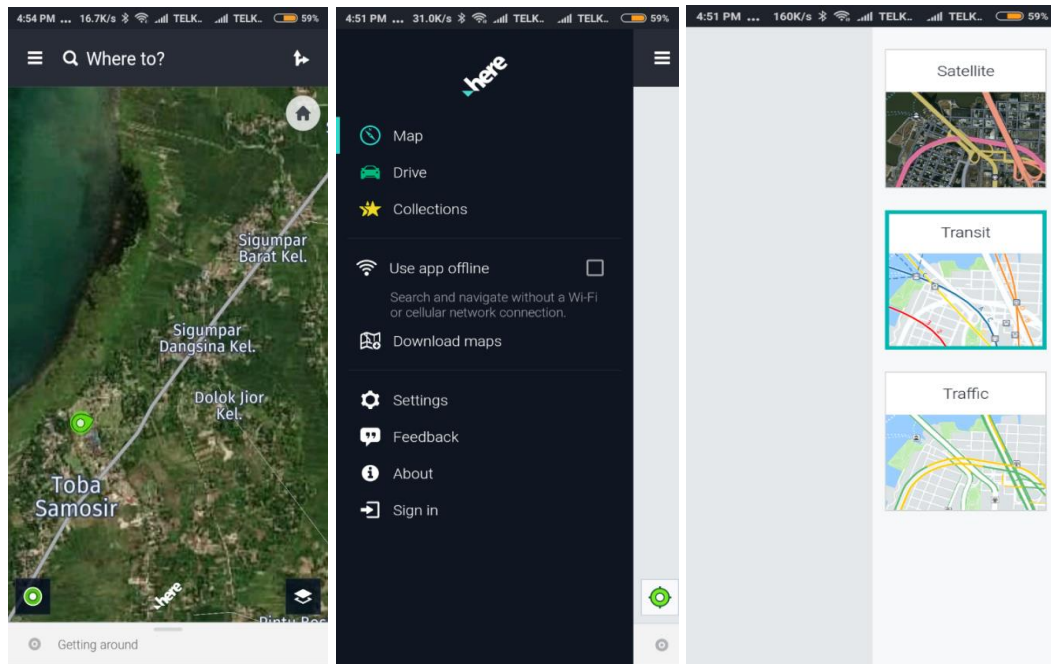 4:54 PM ... 16.7K/s TELK.. TELK.. 59%
Where to?
Sigumpar
Barat Kel.
Sigumpar
Dangsina Kel.
Dolok Jior
Kel.
Toba
Samosir
here
Getting around
4:51 PM ... 31.0K/s TELK.. TELK.. 59%
here
Map
Drive
Collections
Use app offline
Search and navigate without a Wi-Fi
or cellular network connection.
Download maps
Settings
Feedback
About
Sign in
4:51 PM ... 160K/s TELK.. TELK.. 59%
Satellite
Transit
Traffic